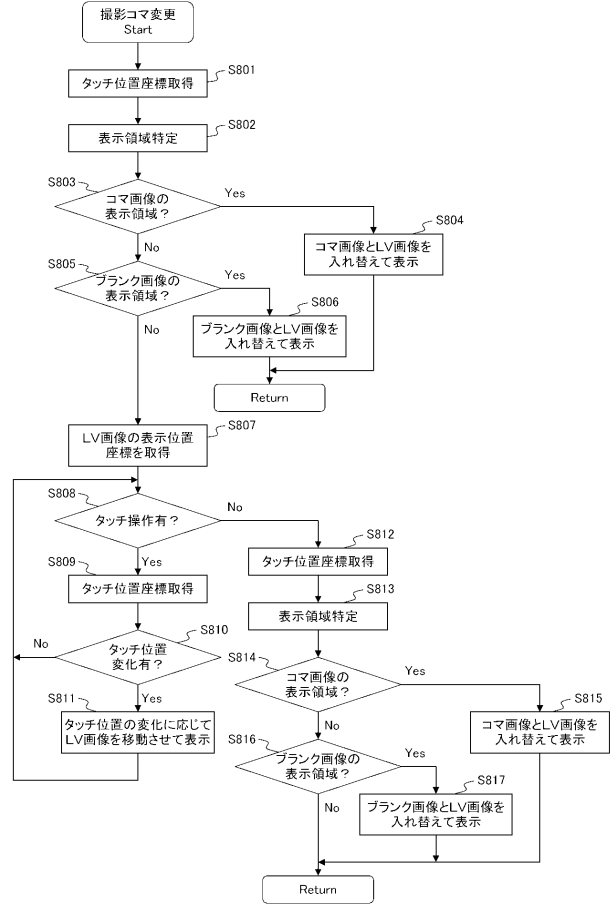 撮影コマ変更
Start
S801
タッチ位置座標取得
S802
表示領域特定
S803
コマ画像の
表示領域？
Yes
No
S804
コマ画像とLV画像を
入れ替えて表示
S805
ブランク画像の
表示領域？
Yes
No
S806
ブランク画像とLV画像を
入れ替えて表示
Return
S807
LV画像の表示位置
座標を取得
S808
タッチ操作有？
No
Yes
S809
タッチ位置座標取得
S810
タッチ位置
変化有？
No
Yes
S811
タッチ位置の変化に応じて
LV画像を移動させて表示
S812
タッチ位置座標取得
S813
表示領域特定
S814
コマ画像の
表示領域？
Yes
No
S815
コマ画像とLV画像を
入れ替えて表示
S816
ブランク画像の
表示領域？
Yes
No
S817
ブランク画像とLV画像を
入れ替えて表示
Return